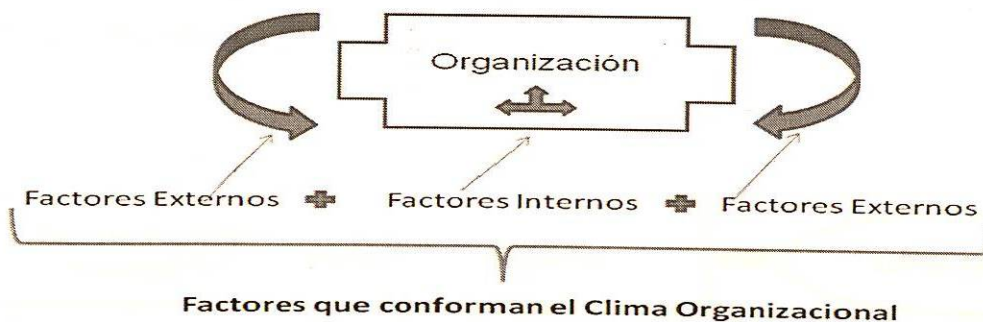 Organización
Factores Externos + Factores Internos + Factores Externos
Factores que conforman el Clima Organizacional